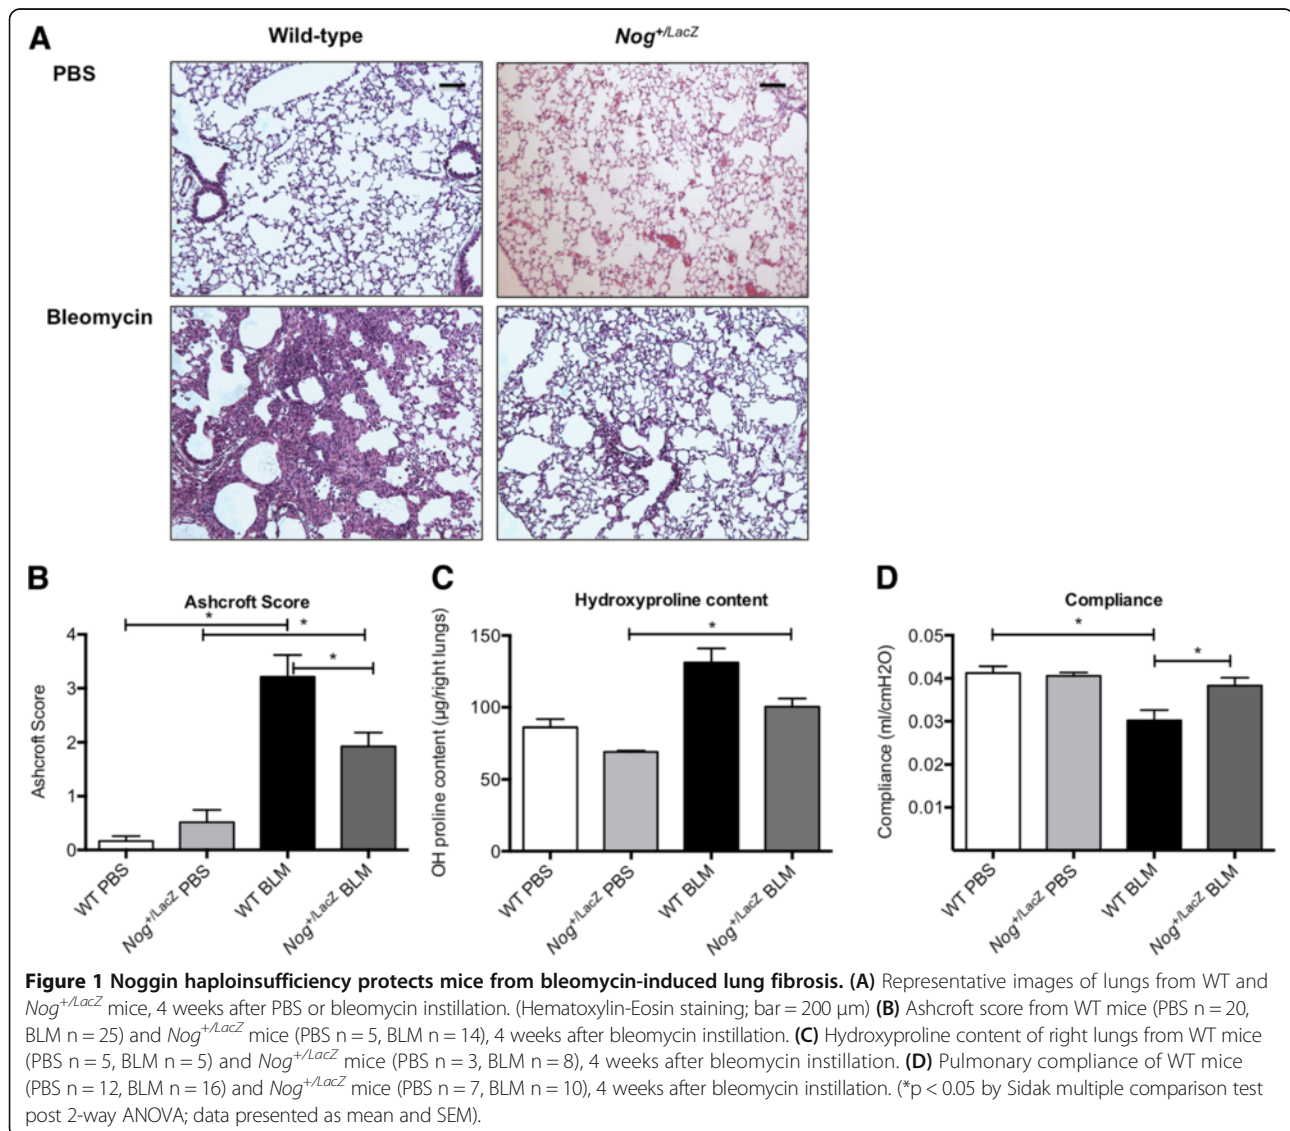 A
Wild-type
Nog+/LacZ
PBS
Bleomycin
B
Ashcroft Score
*
*
*
Ashcroft Score
4
3
2
1
0
WT PBS
Nog+/LacZ PBS
WT BLM
Nog+/LacZ BLM
C
Hydroxyproline content
*
OH proline content (µg/right lungs)
150
100
50
0
WT PBS
Nog+/LacZ PBS
WT BLM
Nog+/LacZ BLM
D
Compliance
*
*
Compliance (ml/cmH2O)
0.05
0.04
0.03
0.02
0.01
WT PBS
Nog+/LacZ PBS
WT BLM
Nog+/LacZ BLM
Figure 1 Noggin haploinsufficiency protects mice from bleomycin-induced lung fibrosis. (A) Representative images of lungs from WT and
Nog+/LacZ mice, 4 weeks after PBS or bleomycin instillation. (Hematoxylin-Eosin staining; bar = 200 µm) (B) Ashcroft score from WT mice (PBS n = 20,
BLM n = 25) and Nog+/LacZ mice (PBS n = 5, BLM n = 14), 4 weeks after bleomycin instillation. (C) Hydroxyproline content of right lungs from WT mice
(PBS n = 5, BLM n = 5) and Nog+/LacZ mice (PBS n = 3, BLM n = 8), 4 weeks after bleomycin instillation. (D) Pulmonary compliance of WT mice
(PBS n = 12, BLM n = 16) and Nog+/LacZ mice (PBS n = 7, BLM n = 10), 4 weeks after bleomycin instillation. (*p < 0.05 by Sidak multiple comparison test
post 2-way ANOVA; data presented as mean and SEM).